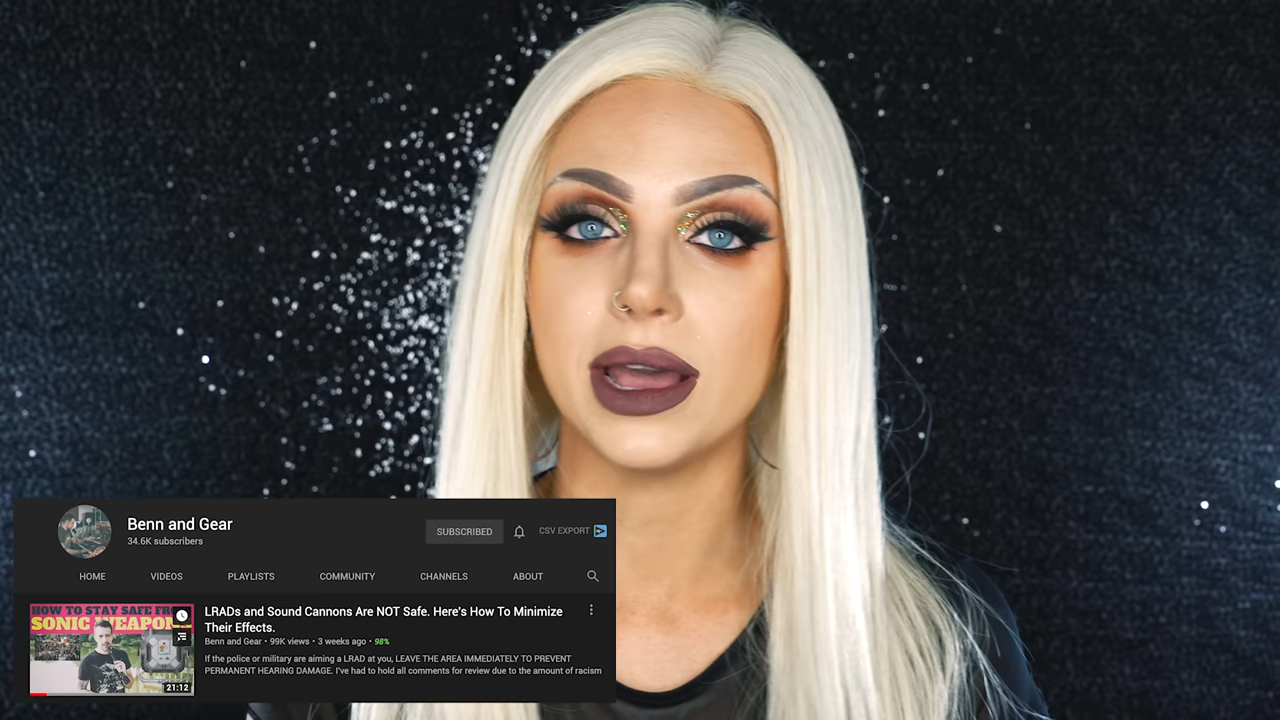 Benn and Gear
34.6K subscribers
SUBSCRIBED
CSV EXPORT
HOME
VIDEOS
PLAYLISTS
COMMUNITY
CHANNELS
ABOUT
HOW TO STAY SAFE FR
SONIC WEAPON
21:12
LRADs and Sound Cannons Are NOT Safe. Here's How To Minimize
Their Effects.
Benn and Gear • 99K views • 3 weeks ago • 98%
If the police or military are aiming a LRAD at you, LEAVE THE AREA IMMEDIATELY TO PREVENT
PERMANENT HEARING DAMAGE. I've had to hold all comments for review due to the amount of racism